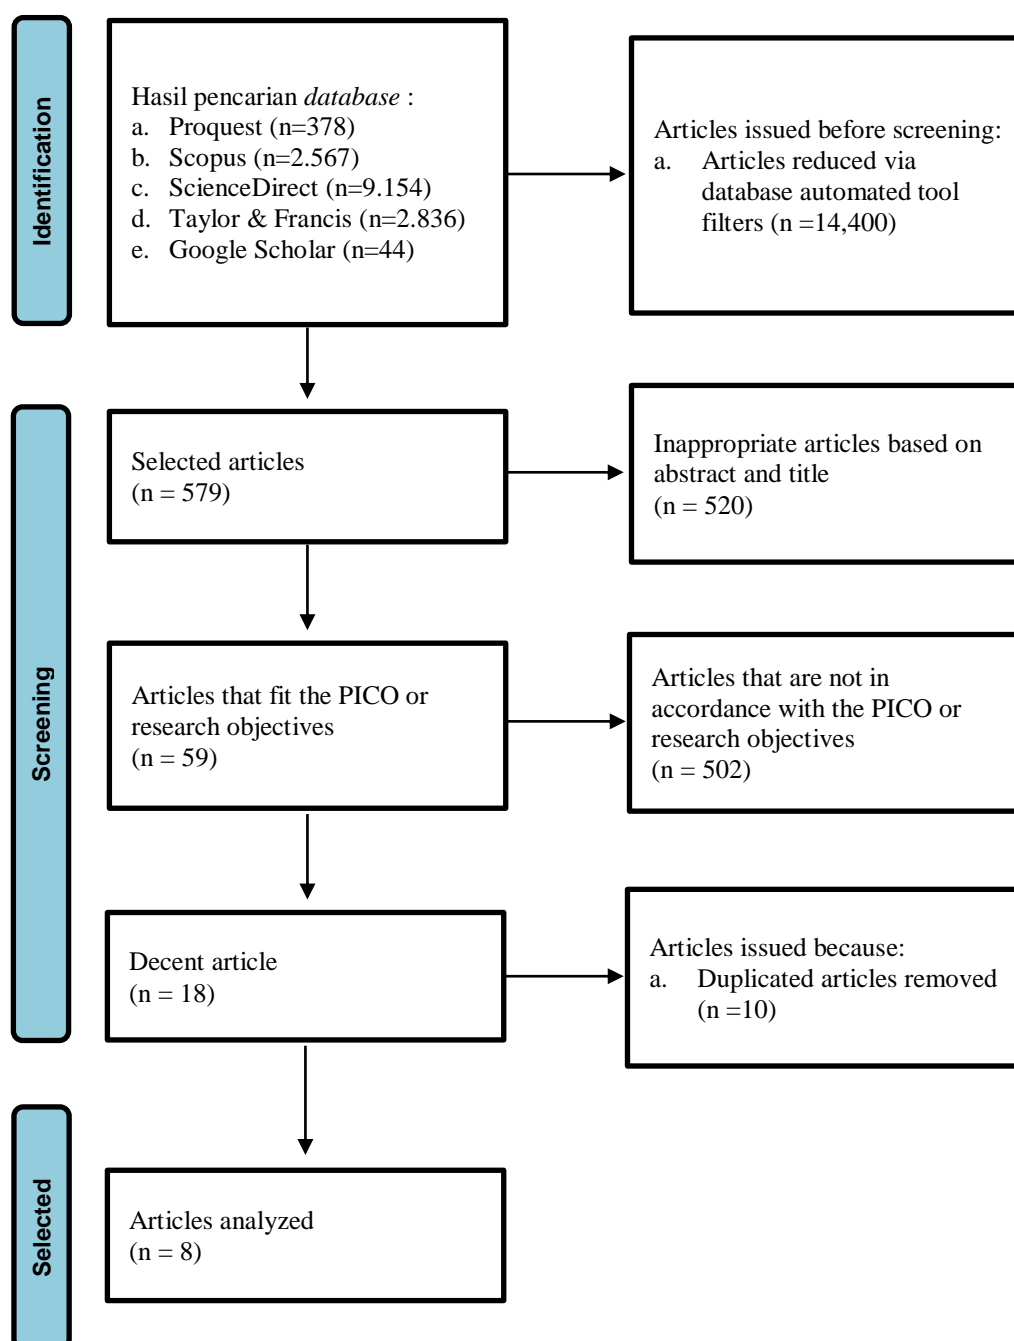 Identification
Hasil pencarian database :
a. Proquest (n=378)
b. Scopus (n=2.567)
c. ScienceDirect (n=9.154)
d. Taylor & Francis (n=2.836)
e. Google Scholar (n=44)
Articles issued before screening:
a. Articles reduced via
database automated tool
filters (n =14,400)
Screening
Selected articles
(n = 579)
Inappropriate articles based on
abstract and title
(n = 520)
Articles that fit the PICO or
research objectives
(n = 59)
Articles that are not in
accordance with the PICO or
research objectives
(n = 502)
Decent article
(n = 18)
Articles issued because:
a. Duplicated articles removed
(n =10)
Selected
Articles analyzed
(n = 8)